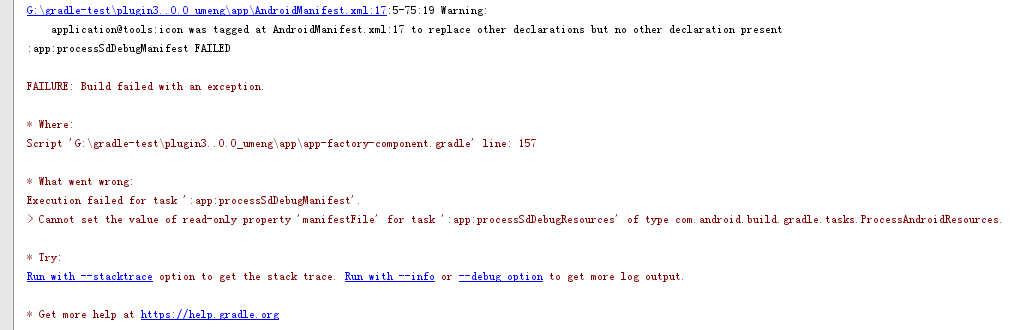 G:\gradle-test\plugin3..0.0_umeng\app\AndroidManifest.xml:17:5-75:19 Warning:
application@tools:icon was tagged at AndroidManifest.xml:17 to replace other declarations but no other declaration present
:app:processSdDebugManifest FAILED
FAILURE: Build failed with an exception.
* Where:
Script 'G:\gradle-test\plugin3..0.0_umeng\app\app-factory-component.gradle' line: 157
* What went wrong:
Execution failed for task ':app:processSdDebugManifest'.
> Cannot set the value of read-only property 'manifestFile' for task ':app:processSdDebugResources' of type com.android.build.gradle.tasks.ProcessAndroidResources.
* Try:
Run with --stacktrace option to get the stack trace. Run with --info or --debug option to get more log output.
* Get more help at https://help.gradle.org